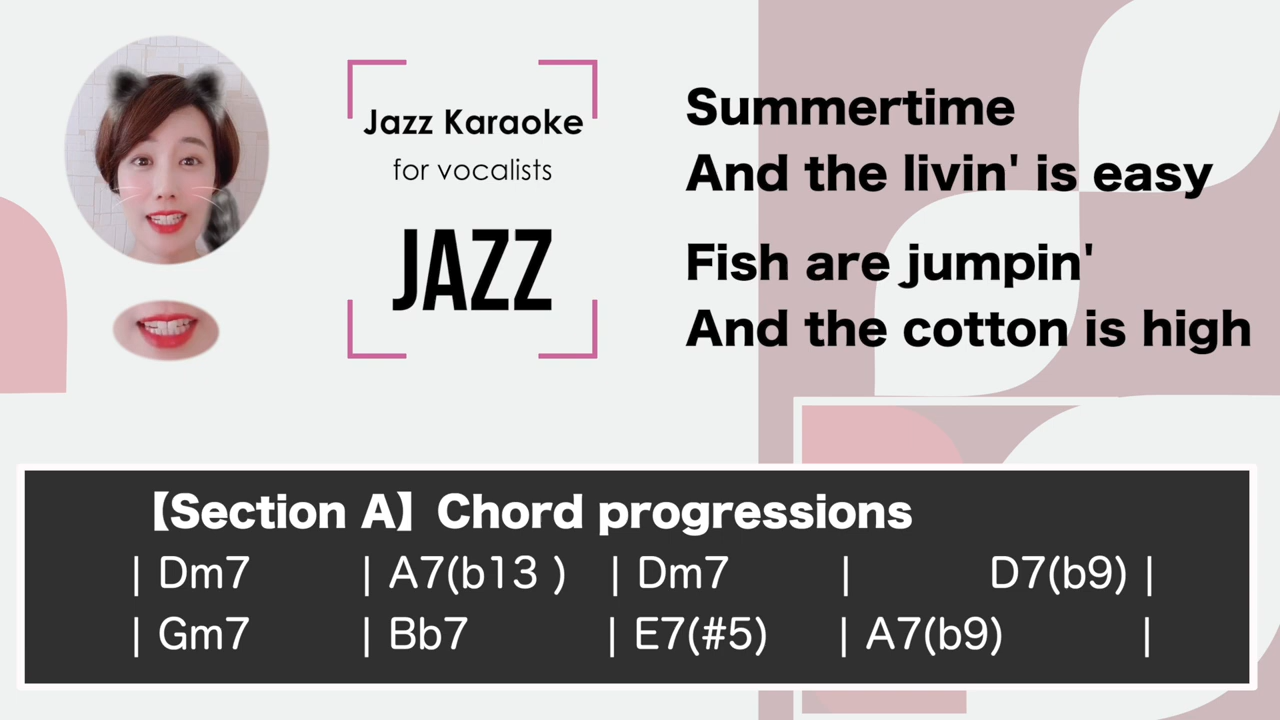 Jazz Karaoke
for vocalists
JAZZ
Summertime
And the livin' is easy
Fish are jumpin'
And the cotton is high
【Section A】Chord progressions
| Dm7 | A7(b13 ) | Dm7 | D7(b9) |
| Gm7 | Bb7 | E7(#5) | A7(b9) |